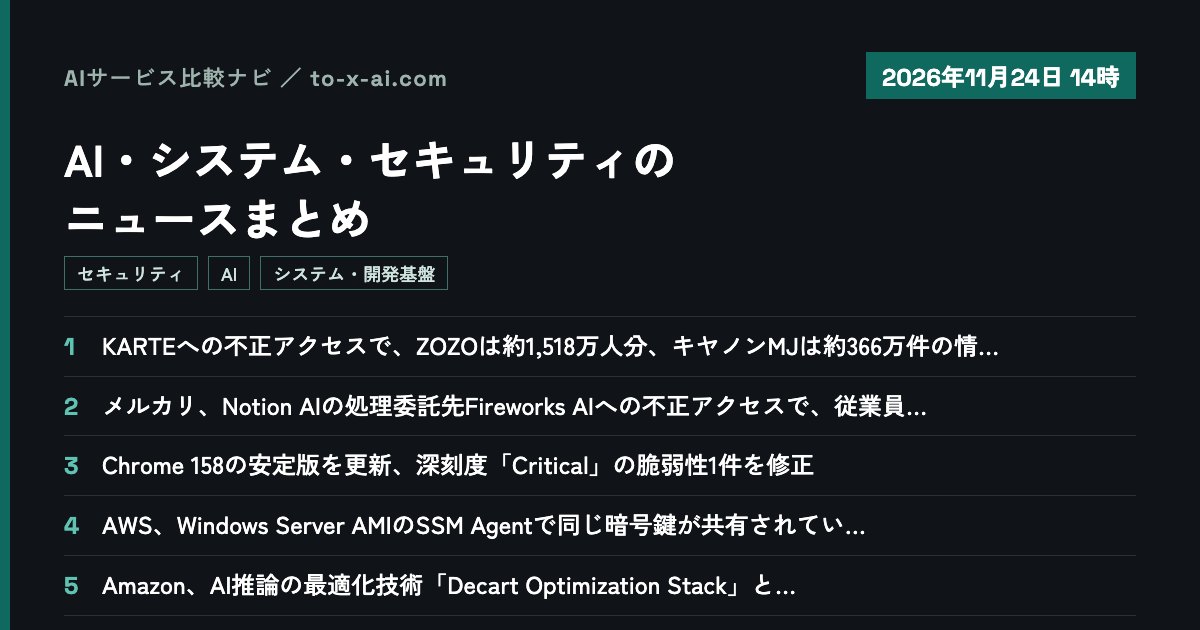 AIサービス比較ナビ ／ to-x-ai.com
2026年11月24日 14時
AI・システム・セキュリティの
ニュースまとめ
セキュリティ
AI
システム・開発基盤
1 KARTEへの不正アクセスで、ZOZOは約1,518万人分、キヤノンMJは約366万件の情…
2 メルカリ、Notion AIの処理委託先Fireworks AIへの不正アクセスで、従業員…
3 Chrome 158の安定版を更新、深刻度「Critical」の脆弱性1件を修正
4 AWS、Windows Server AMIのSSM Agentで同じ暗号鍵が共有されてい…
5 Amazon、AI推論の最適化技術「Decart Optimization Stack」と…